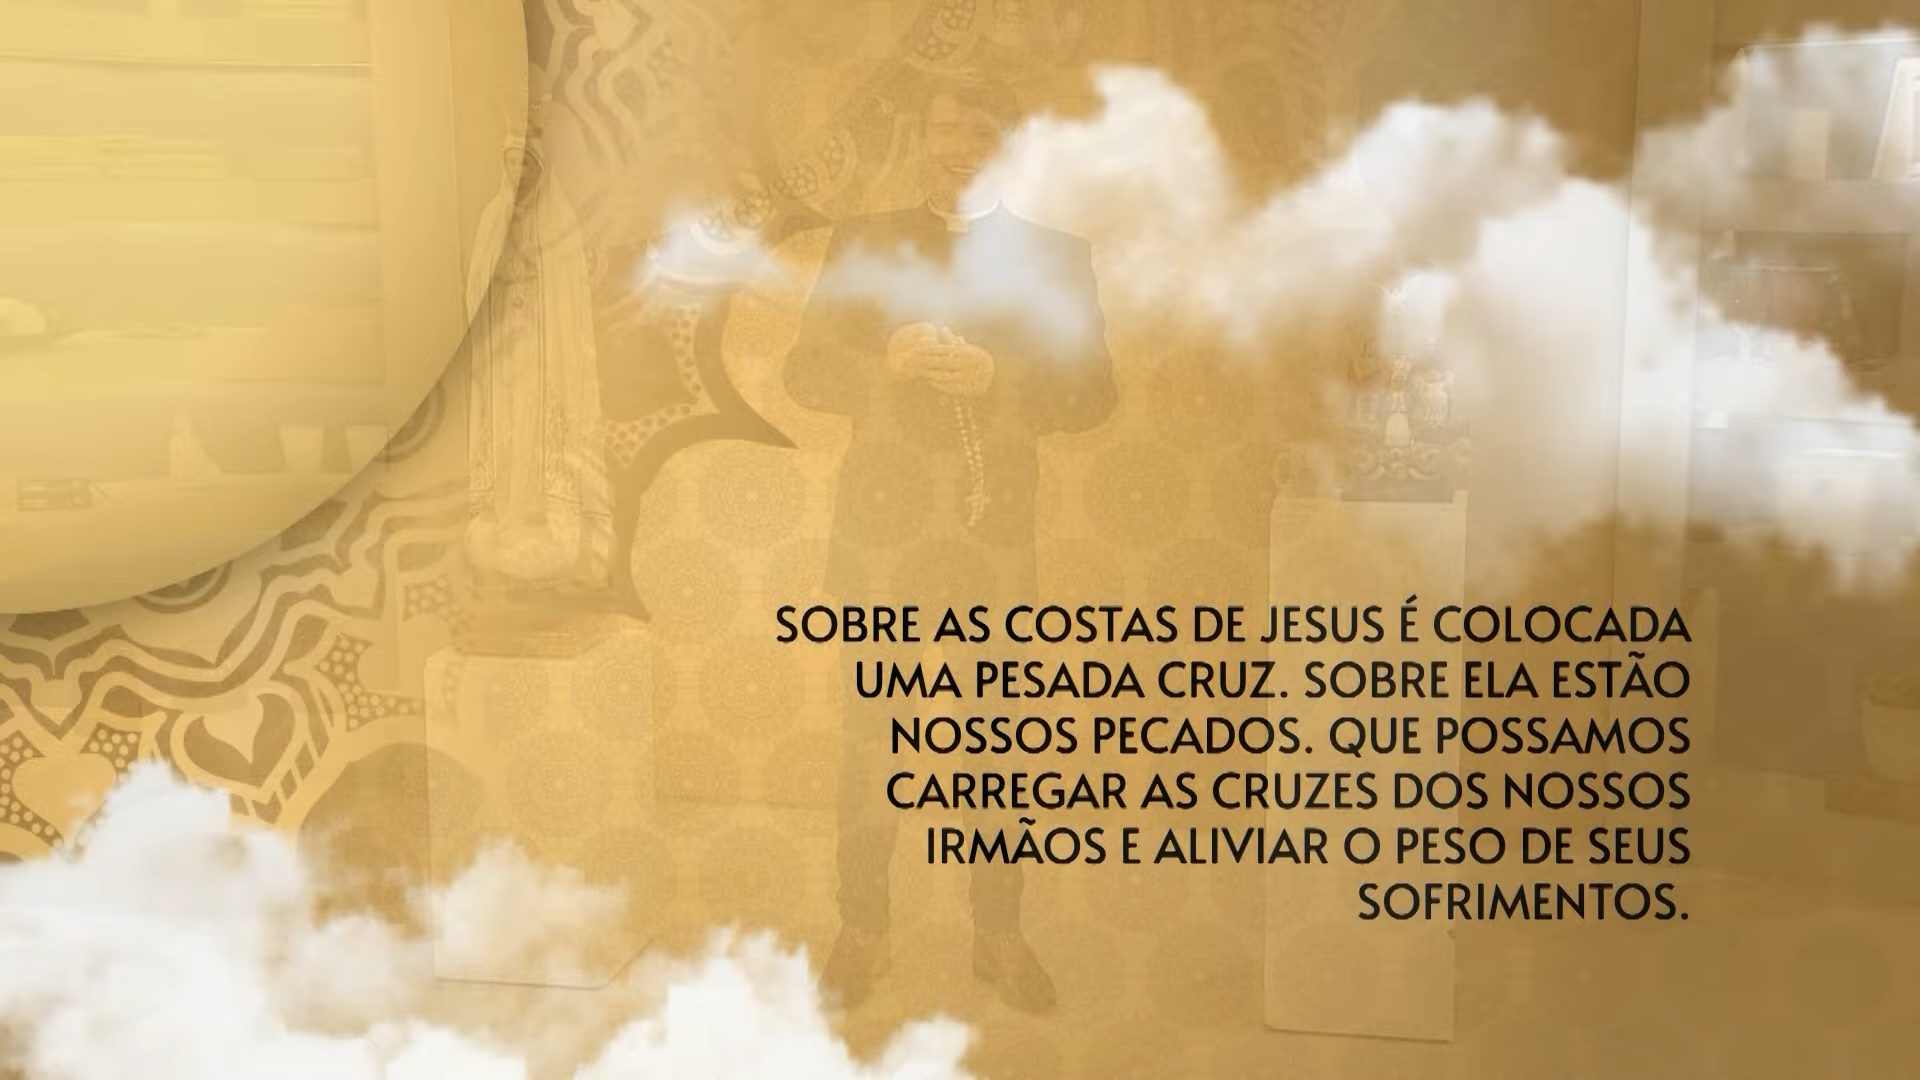 SOBRE AS COSTAS DE JESUS É COLOCADA
UMA PESADA CRUZ. SOBRE ELA ESTÃO
NOSSOS PECADOS. QUE POSSAMOS
CARREGAR AS CRUZES DOS NOSSOS
IRMÃOS E ALIVIAR O PESO DE SEUS
SOFRIMENTOS.